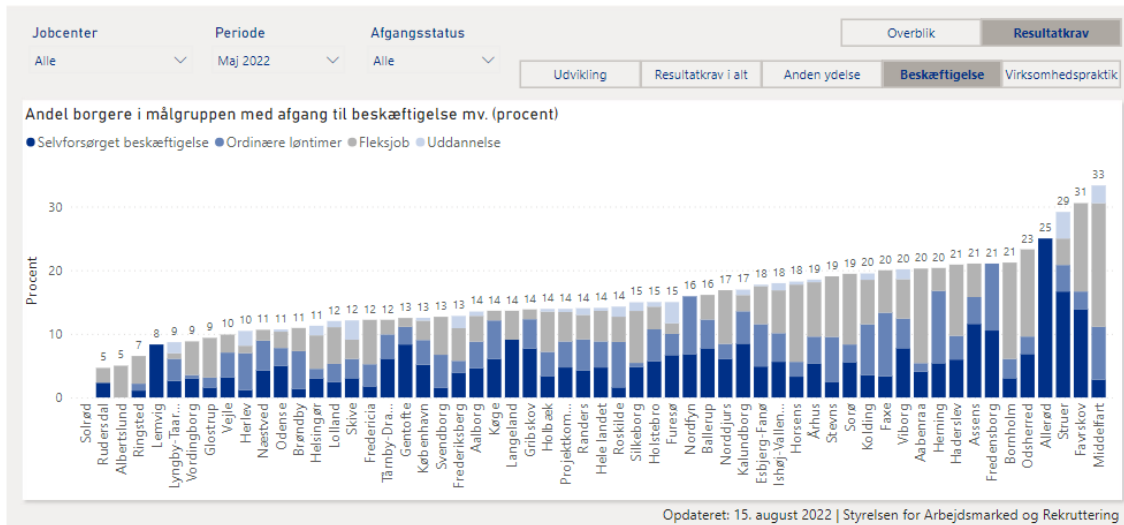 Jobcenter
Periode
Afgangsstatus
Overblik
Resultatkrav
Alle
Maj 2022
Alle
Udvikling
Resultatkrav i alt
Anden ydelse
Beskæftigelse
Virksomhedspraktik
Andel borgere i målgruppen med afgang til beskæftigelse mv. (procent)
Selvforsørget beskæftigelse Ordinære løntimer Fleksjob Uddannelse
Procent
30
20
10
0
5 5 7 8 9 9 9 10 10 11 11 11 11 12 12 12 12 13 13 13 13 14 14 14 14 14 14 14 14 15 15 15 16 16 17 17 18 18 18 19 19 19 20 20 20 20 20 21 21 21 21 23 25 29 31 33
Solrød
Rudersdal
Albertslund
Ringsted
Lemvig
Lyngby-Taar...
Vordingborg
Glostrup
Vejle
Herlev
Næstved
Odense
Brøndby
Helsingør
Lolland
Skive
Fredericia
Tårnby-Dra...
Gentofte
København
Svendborg
Frederiksberg
Aalborg
Køge
Langeland
Gribskov
Holbæk
Projektkom...
Randers
Hele landet
Roskilde
Silkeborg
Holstebro
Furesø
Nordfyn
Ballerup
Norddjurs
Kalundborg
Esbjerg-Fanø
Ishøj-Vallen...
Horsens
Århus
Stevns
Sorø
Kolding
Faxe
Viborg
Aabenraa
Herning
Haderslev
Assens
Fredensborg
Bornholm
Odsherred
Allerød
Struer
Favrskov
Middelfart
Opdateret: 15. august 2022 | Styrelsen for Arbejdsmarked og Rekruttering